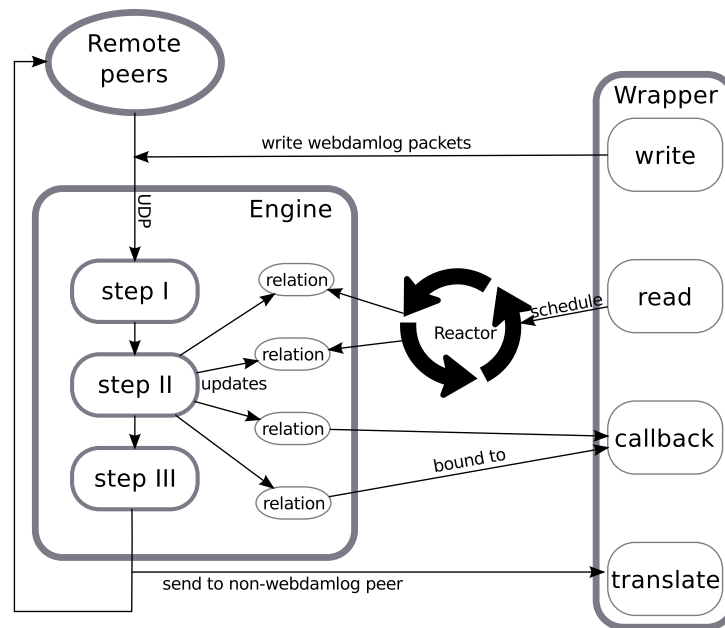 Remote
peers
Wrapper
write webdamlog packets
write
UDP
Engine
step I
relation
read
schedule
Reactor
relation
step II
updates
relation
callback
bound to
step III
relation
translate
send to non-webdamlog peer